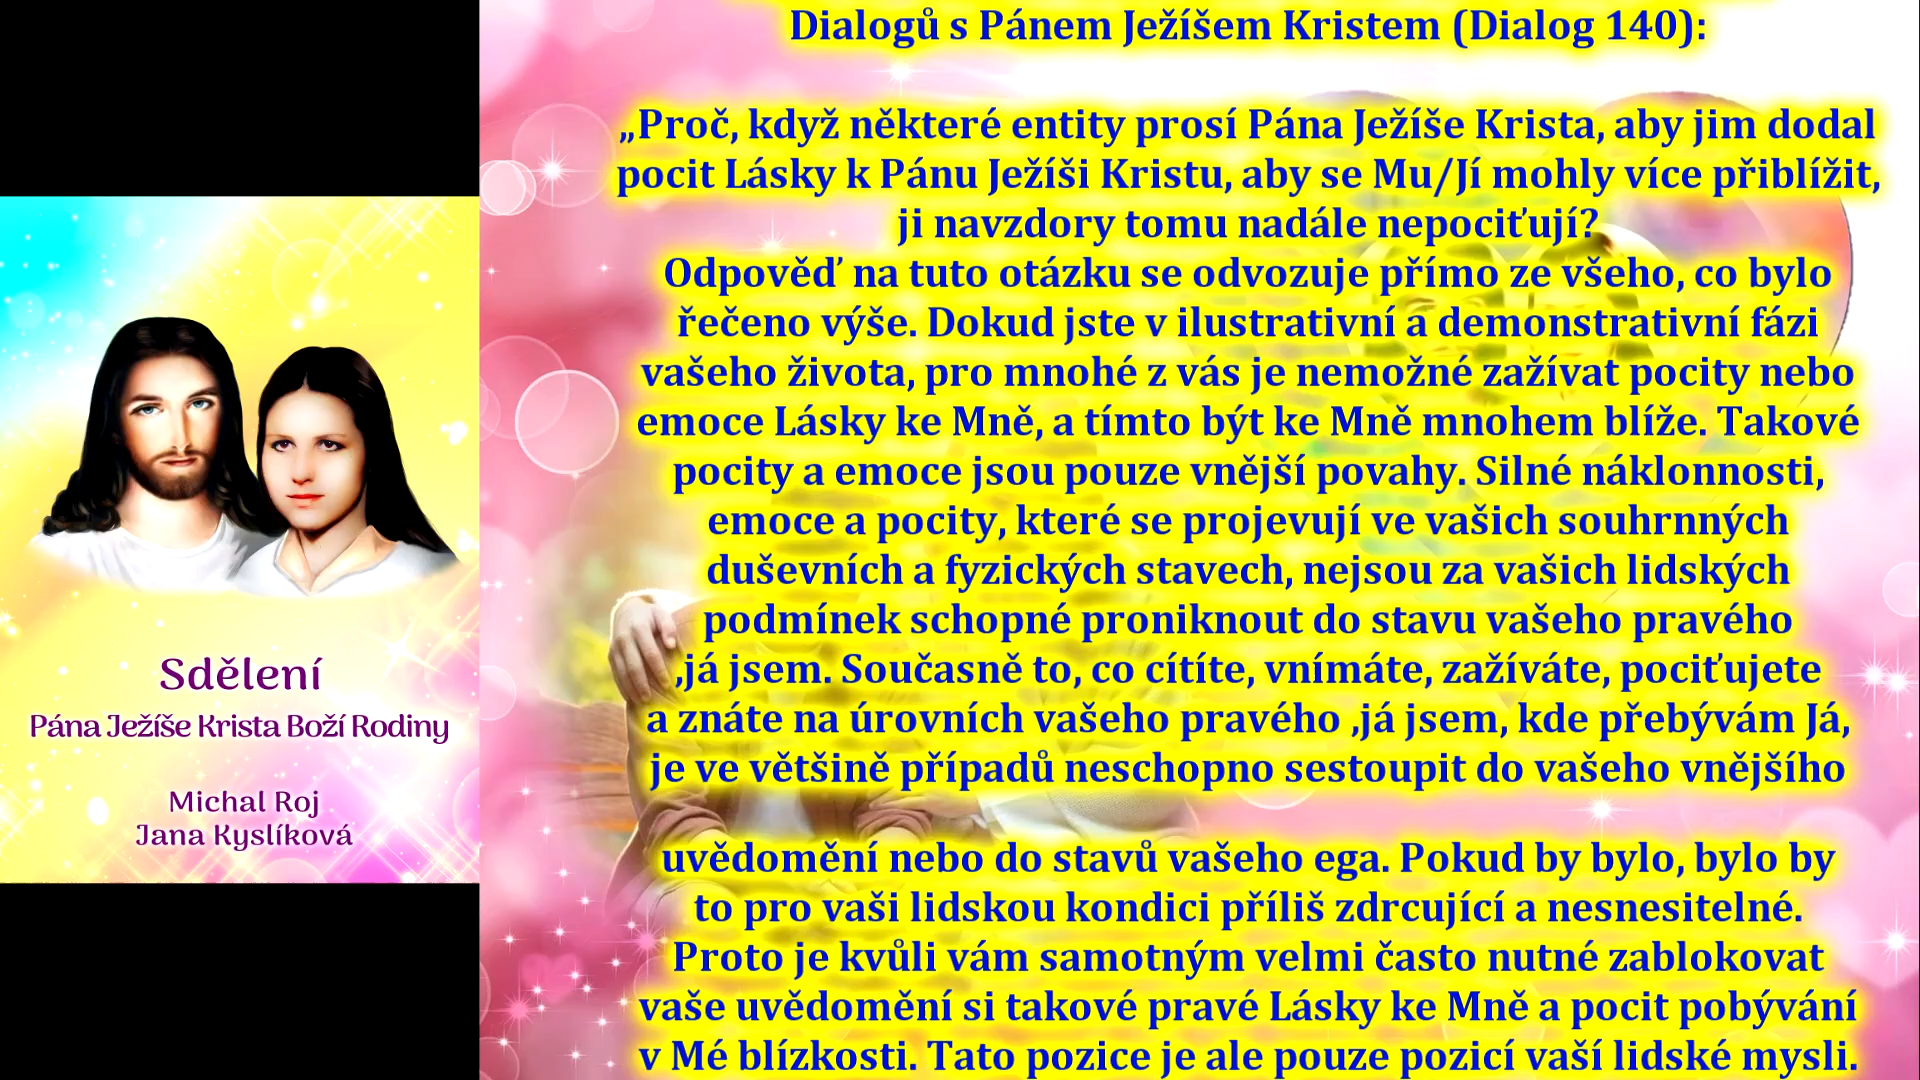 Sdělení
Pána Ježíše Krista Boží Rodiny
Michal Roj
Jana Kyslíková
Dialogů s Pánem Ježíšem Kristem (Dialog 140):
„Proč, když některé entity prosí Pána Ježíše Krista, aby jim dodal
pocit Lásky k Pánu Ježíši Kristu, aby se Mu/Jí mohly více přiblížit,
ji navzdory tomu nadále nepociťují?
Odpověď na tuto otázku se odvozuje přímo ze všeho, co bylo
řečeno výše. Dokud jste v ilustrativní a demonstrativní fázi
vašeho života, pro mnohé z vás je nemožné zažívat pocity nebo
emoce Lásky ke Mně, a tímto být ke Mně mnohem blíže. Takové
pocity a emoce jsou pouze vnější povahy. Silné náklonnosti,
emoce a pocity, které se projevují ve vašich souhrnných
duševních a fyzických stavech, nejsou za vašich lidských
podmínek schopné proniknout do stavu vašeho pravého
‚já jsem. Současně to, co cítíte, vnímáte, zažíváte, pociťujete
a znáte na úrovních vašeho pravého ‚já jsem, kde přebývám Já,
je ve většině případů neschopno sestoupit do vašeho vnějšího
uvědomění nebo do stavů vašeho ega. Pokud by bylo, bylo by
to pro vaši lidskou kondici příliš zdrcující a nesnesitelné.
Proto je kvůli vám samotným velmi často nutné zablokovat
vaše uvědomění si takové pravé Lásky ke Mně a pocit pobývání
v Mé blízkosti. Tato pozice je ale pouze pozicí vaší lidské mysli.